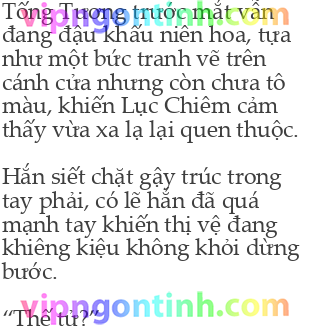 Tống Tương trước mắt vẫn
vipngontinh.com
đang đậu khấu niên hoa, tựa
như một bức tranh vẽ trên
cánh cửa nhưng còn chưa tô
màu, khiến Lục Chiêm cảm
thấy vừa xa lạ lại quen thuộc.
Hắn siết chặt gậy trúc trong
tay phải, có lẽ hắn đã quá
mạnh tay khiến thị vệ đang
khiêng kiệu không khỏi dừng
bước.
vipngontinh.com
“Thế tử?”